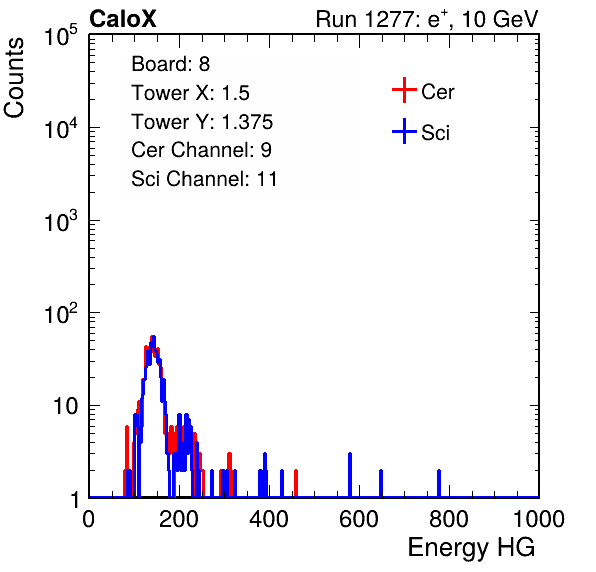 CaloX Run 1277: e+, 10 GeV
Counts
Board: 8
Tower X: 1.5
Tower Y: 1.375
Cer Channel: 9
Sci Channel: 11
Cer
Sci
10^5
10^4
10^3
10^2
10
1
0 200 400 600 800 1000
Energy HG